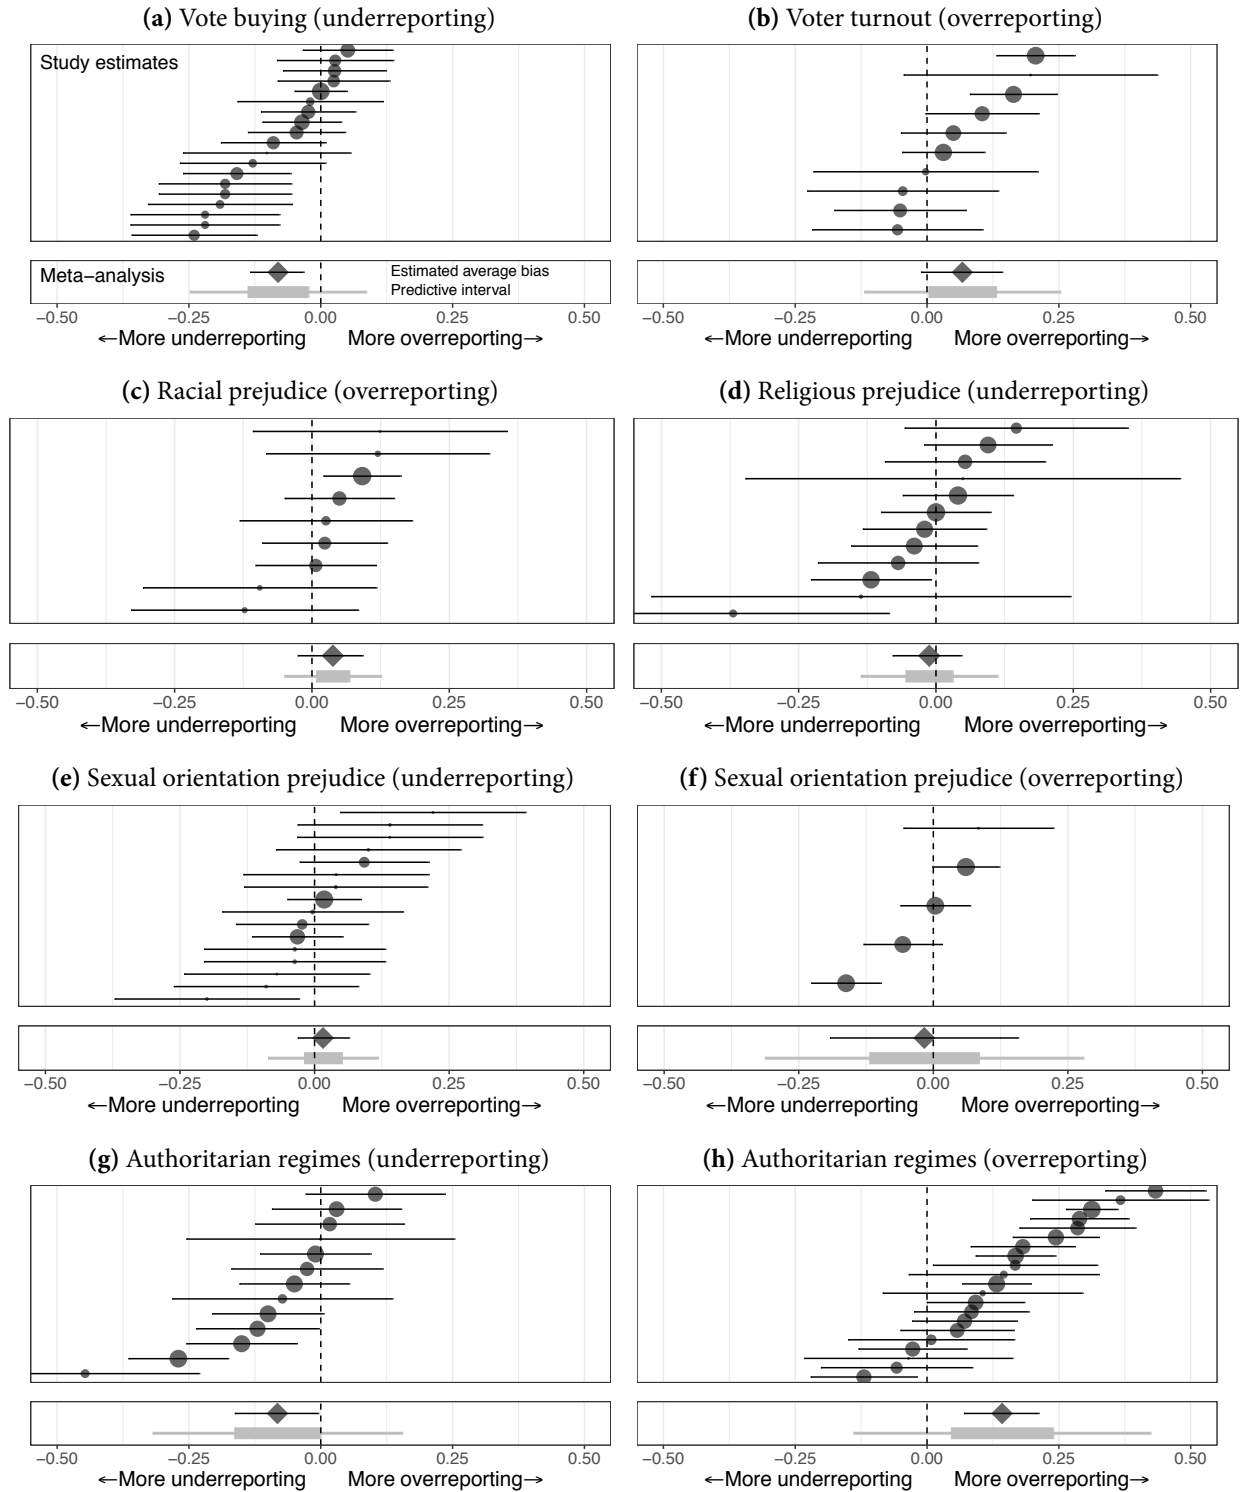 (a) Vote buying (underreporting)
Study estimates
Meta−analysis
Estimated average bias
Predictive interval
−0.50 −0.25 0.00 0.25 0.50
←More underreporting More overreporting→
(b) Voter turnout (overreporting)
−0.50 −0.25 0.00 0.25 0.50
←More underreporting More overreporting→
(c) Racial prejudice (overreporting)
−0.50 −0.25 0.00 0.25 0.50
←More underreporting More overreporting→
(d) Religious prejudice (underreporting)
−0.50 −0.25 0.00 0.25 0.50
←More underreporting More overreporting→
(e) Sexual orientation prejudice (underreporting)
−0.50 −0.25 0.00 0.25 0.50
←More underreporting More overreporting→
(f) Sexual orientation prejudice (overreporting)
−0.50 −0.25 0.00 0.25 0.50
←More underreporting More overreporting→
(g) Authoritarian regimes (underreporting)
−0.50 −0.25 0.00 0.25 0.50
←More underreporting More overreporting→
(h) Authoritarian regimes (overreporting)
−0.50 −0.25 0.00 0.25 0.50
←More underreporting More overreporting→